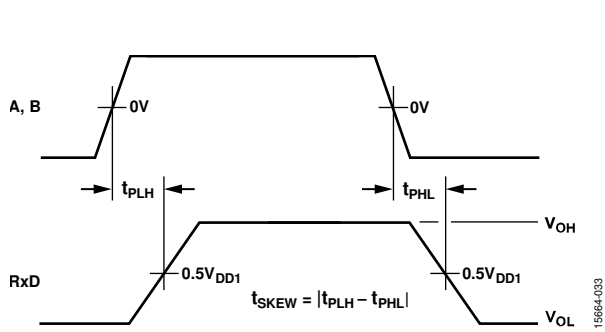 A, B
0V
0V
tPLH
tPHL
VOH
RxD
0.5VDD1
0.5VDD1
tSKEW = |tPLH – tPHL|
VOL
15664-033